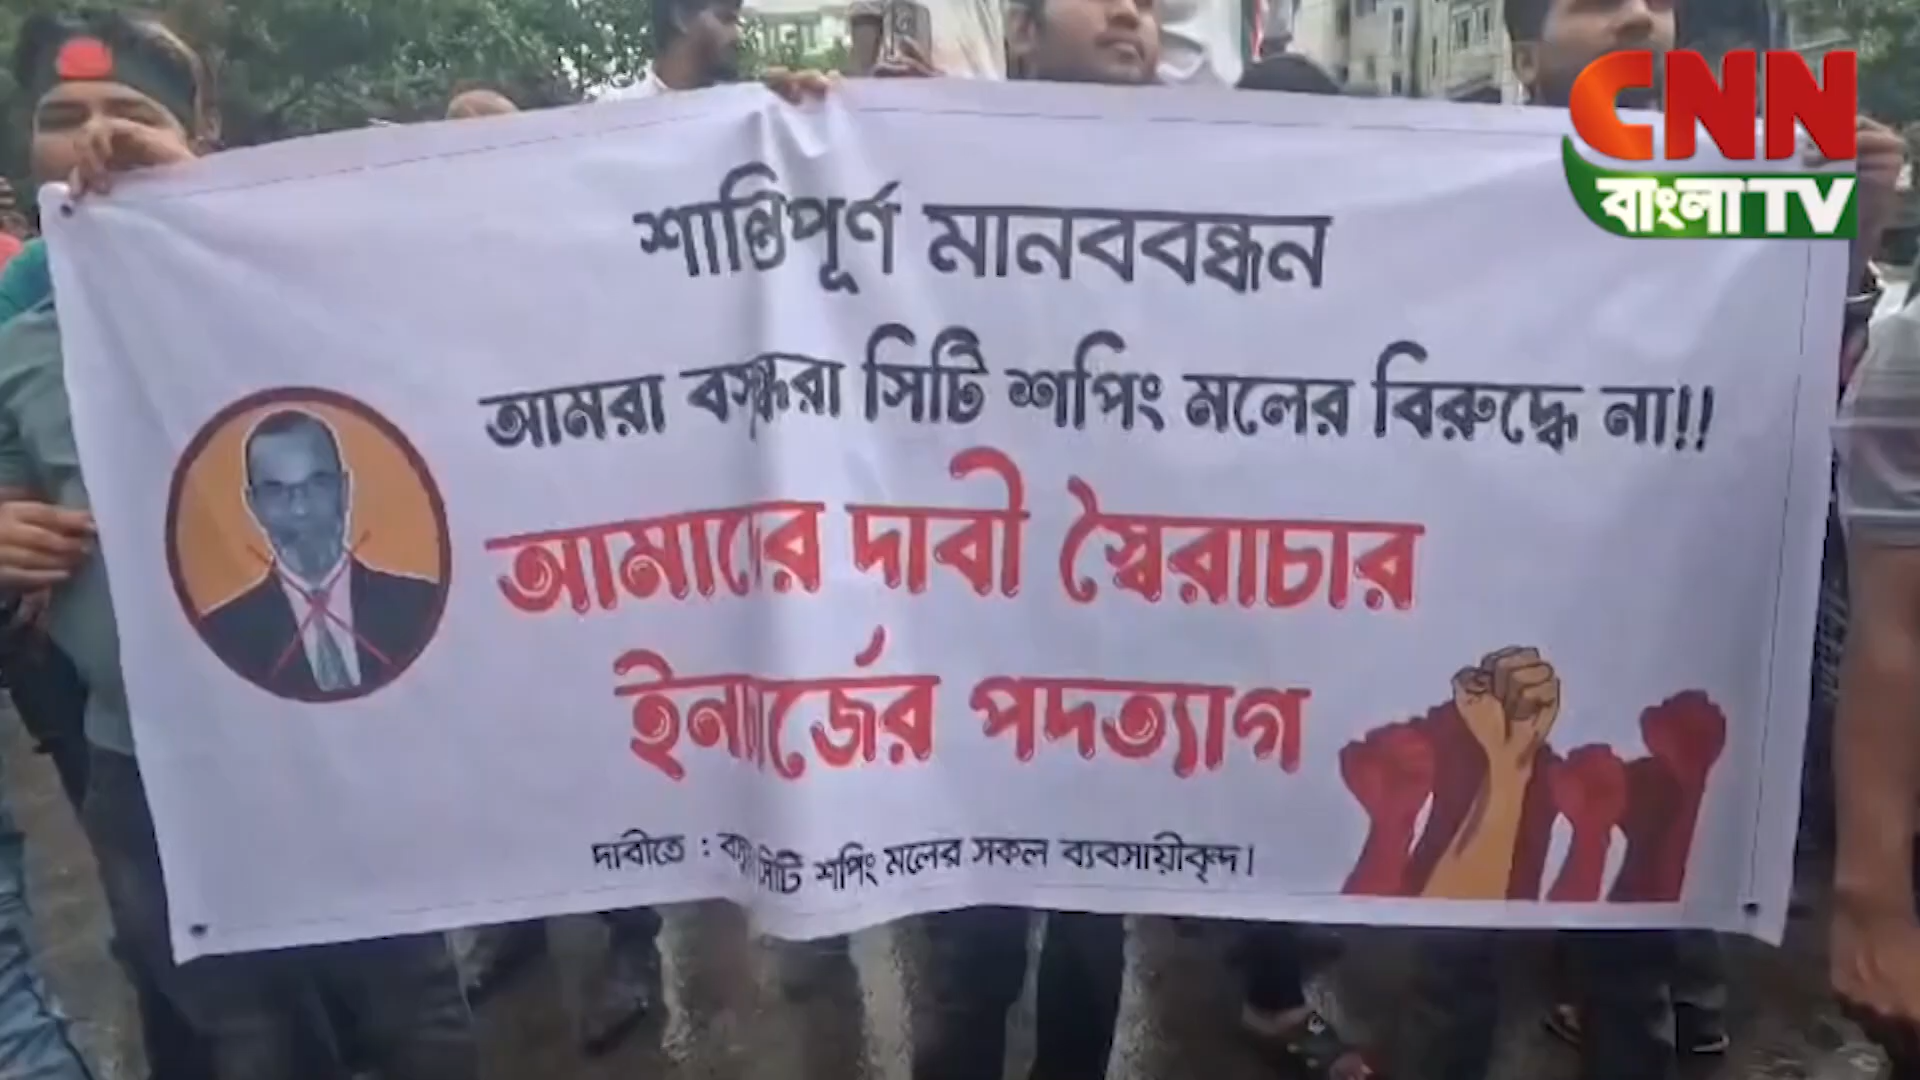 CNN
বাংলা TV
শান্তিপূর্ণ মানববন্ধন
আমরা বসুন্ধরা সিটি শপিং মলের বিরুদ্ধে না!!
আমাদের দাবী স্বৈরাচার
ইনচার্জের পদত্যাগ
দাবীতে : সিটি শপিং মলের সকল ব্যবসায়ীবৃন্দ।